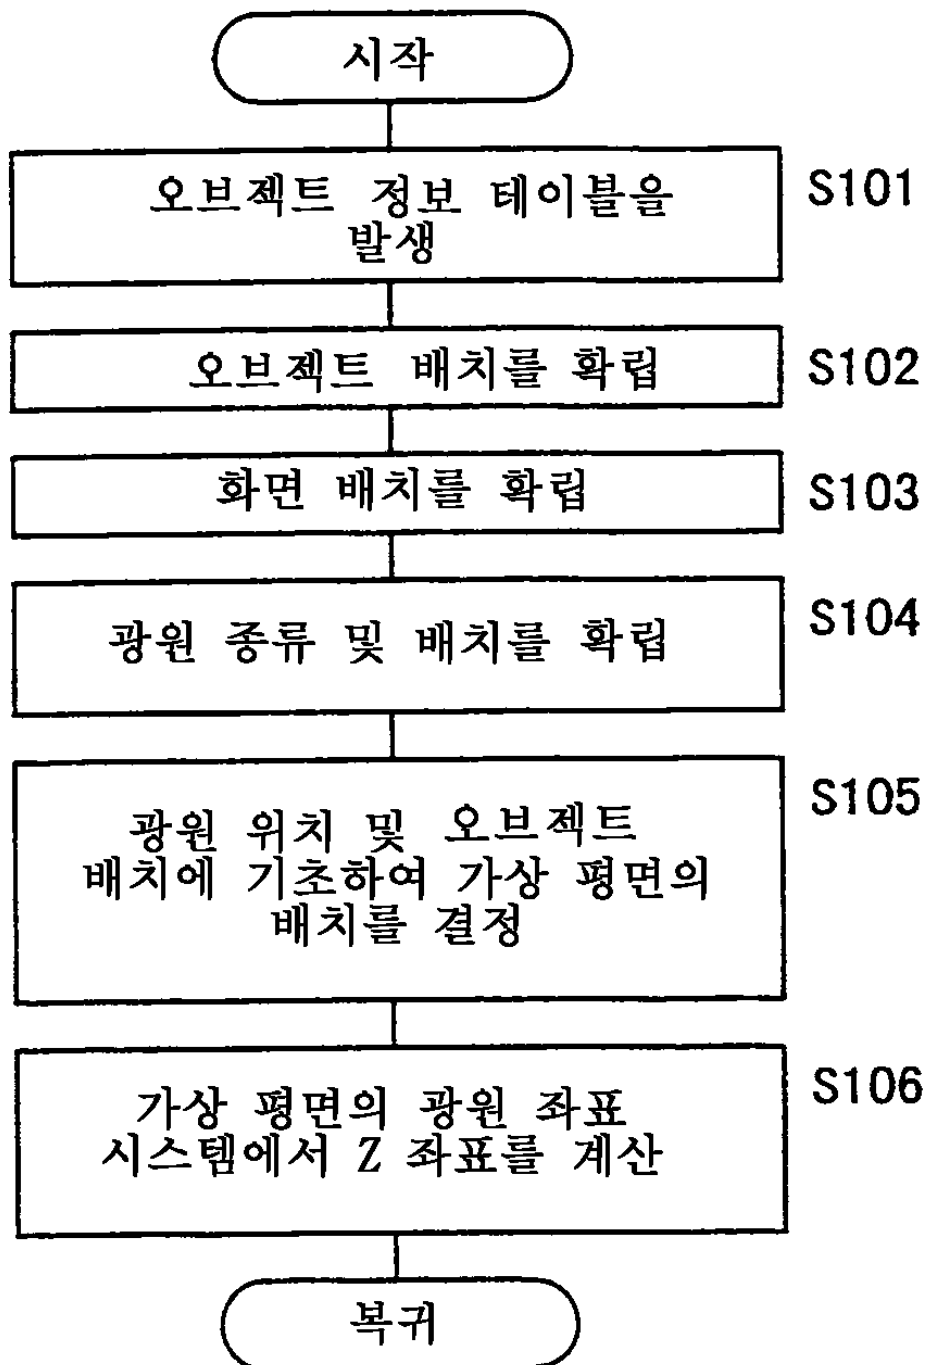 시작
오브젝트 정보 테이블을
발생
S101
오브젝트 배치를 확립
S102
화면 배치를 확립
S103
광원 종류 및 배치를 확립
S104
광원 위치 및 오브젝트
배치에 기초하여 가상 평면의
배치를 결정
S105
가상 평면의 광원 좌표
시스템에서 Z 좌표를 계산
S106
복귀